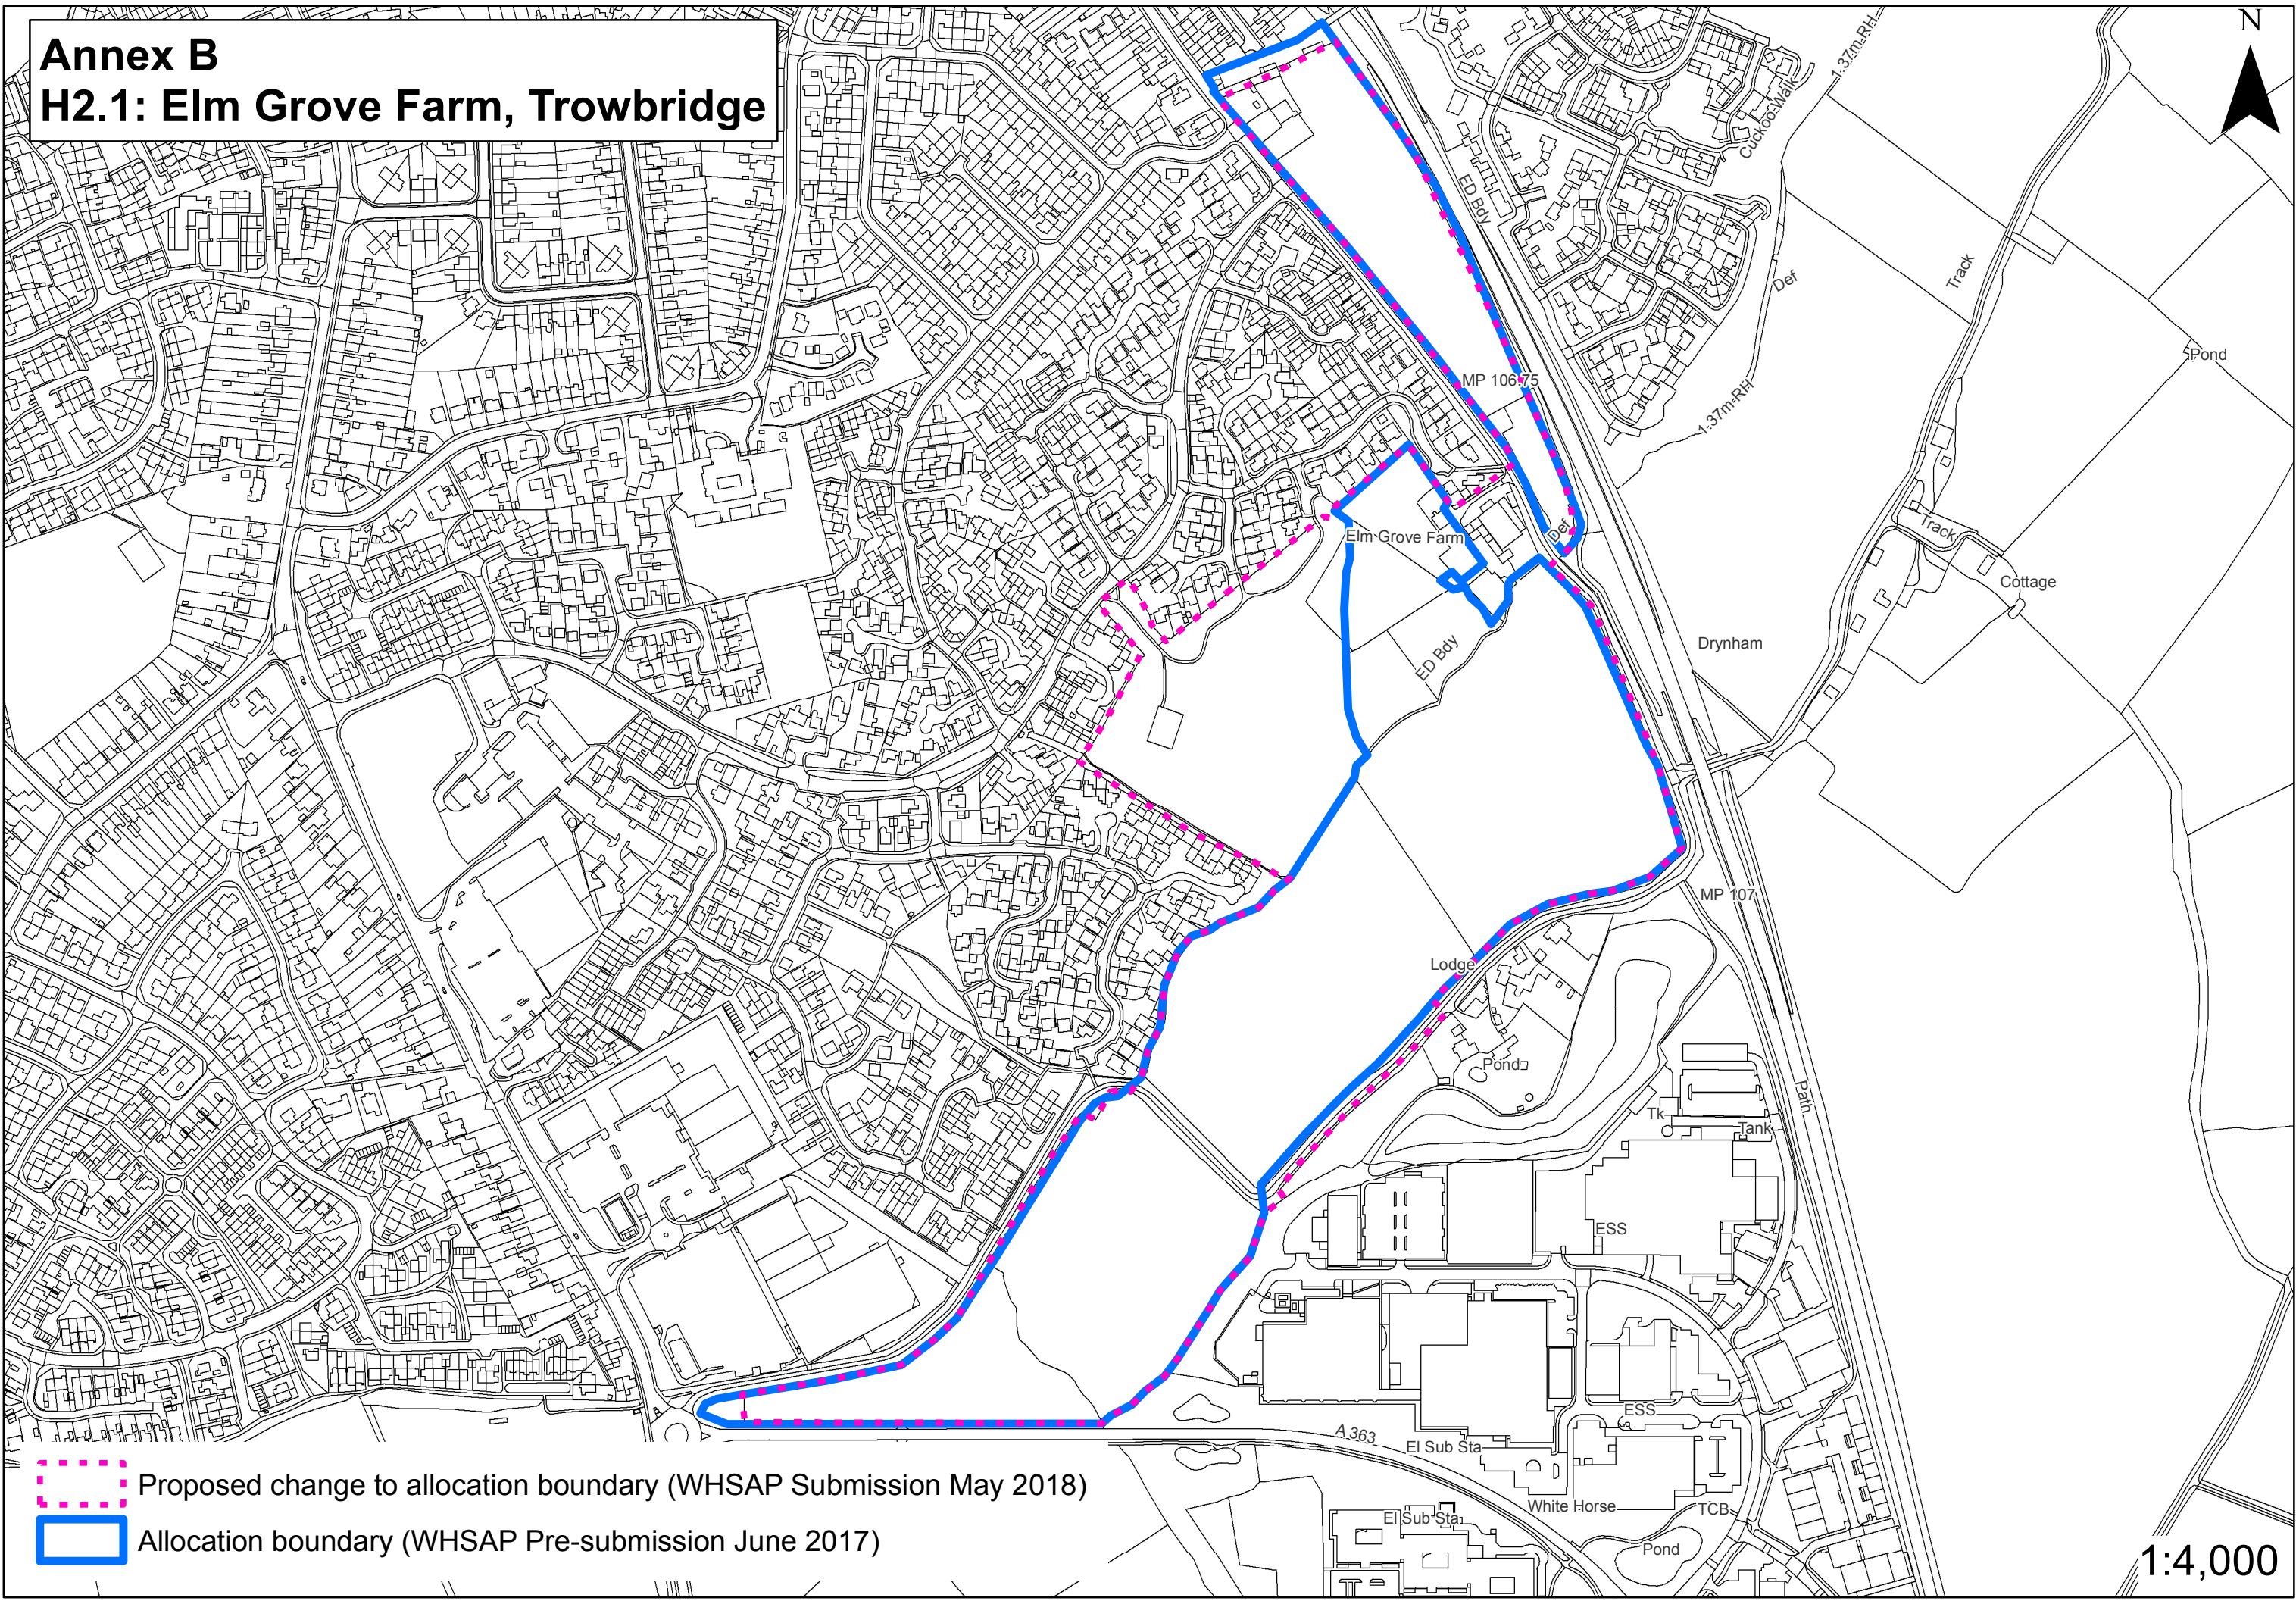 Annex B
H2.1: Elm Grove Farm, Trowbridge
N
1.37m RH
Cuckoo Walk
ED Bdy
Def
Track
Pond
MP 106.75
1.37m RH
Elm Grove Farm
Def
Track
Cottage
Drynham
ED Bdy
MP 107
Lodge
Pond
Path
Tk
Tank
ESS
ESS
A 363
El Sub Sta
White Horse
TCB
El Sub Sta
Pond
Proposed change to allocation boundary (WHSAP Submission May 2018)
Allocation boundary (WHSAP Pre-submission June 2017)
1:4,000